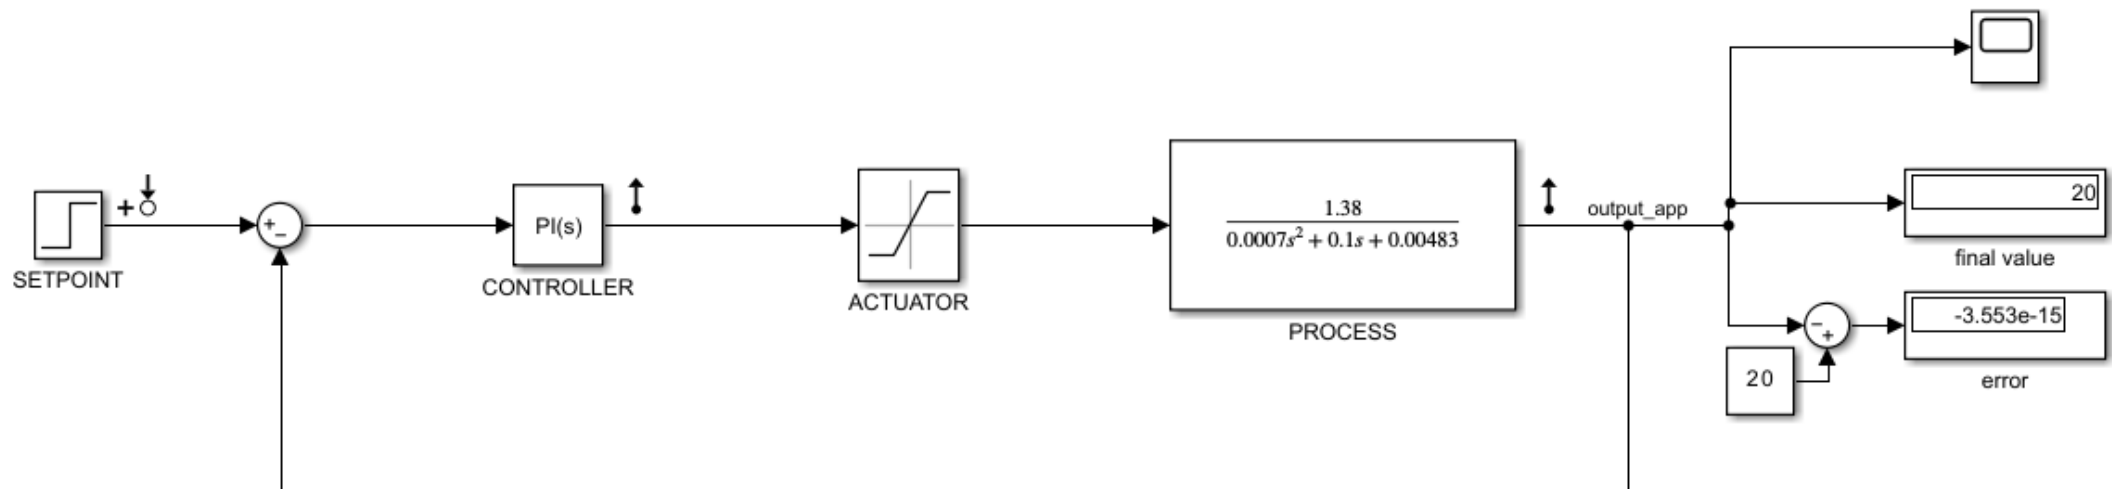 SETPOINT
+
+
−
PI(s)
CONTROLLER
ACTUATOR
1.38
0.0007s² + 0.1s + 0.00483
PROCESS
output_app
20
final value
−
+
-3.553e-15
error
20